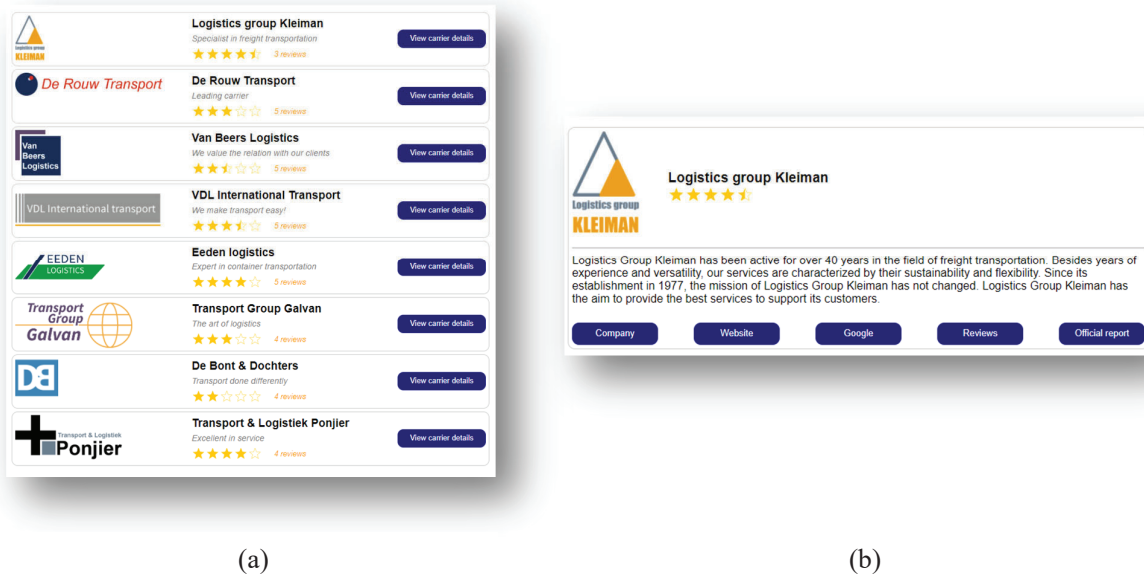 Logistics group
KLEIMAN
Logistics group Kleiman
Specialist in freight transportation
3 reviews
View carrier details
De Rouw Transport
De Rouw Transport
Leading carrier
5 reviews
View carrier details
Van
Beers
Logistics
Van Beers Logistics
We value the relation with our clients
5 reviews
View carrier details
VDL International transport
VDL International Transport
We make transport easy!
5 reviews
View carrier details
EEDEN
LOGISTICS
Eeden logistics
Expert in container transportation
5 reviews
View carrier details
Transport
Group
Galvan
Transport Group Galvan
The art of logistics
4 reviews
View carrier details
DB
De Bont & Dochters
Transport done differently
4 reviews
View carrier details
Transport & Logistiek
Ponjier
Transport & Logistiek Ponjier
Excellent in service
4 reviews
View carrier details
(a)
Logistics group
KLEIMAN
Logistics group Kleiman
Logistics Group Kleiman has been active for over 40 years in the field of freight transportation. Besides years of
experience and versatility, our services are characterized by their sustainability and flexibility. Since its
establishment in 1977, the mission of Logistics Group Kleiman has not changed. Logistics Group Kleiman has
the aim to provide the best services to support its customers.
Company Website Google Reviews Official report
(b)